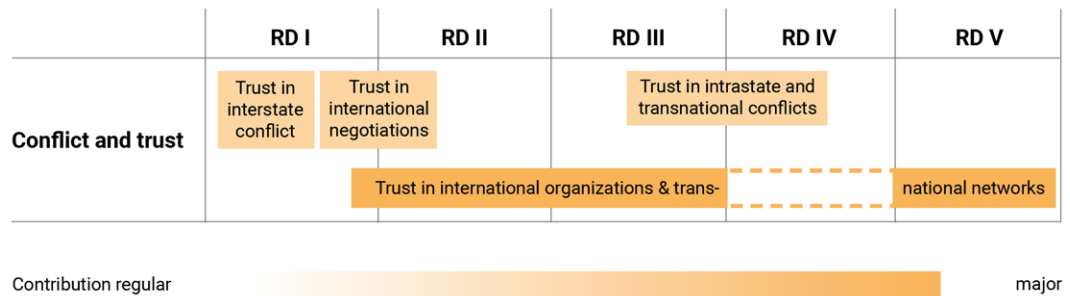 RD I RD II RD III RD IV RD V
Conflict and trust
Trust in
interstate
conflict
Trust in
international
negotiations
Trust in intrastate and
transnational conflicts
Trust in international organizations & trans-
national networks
Contribution regular
major